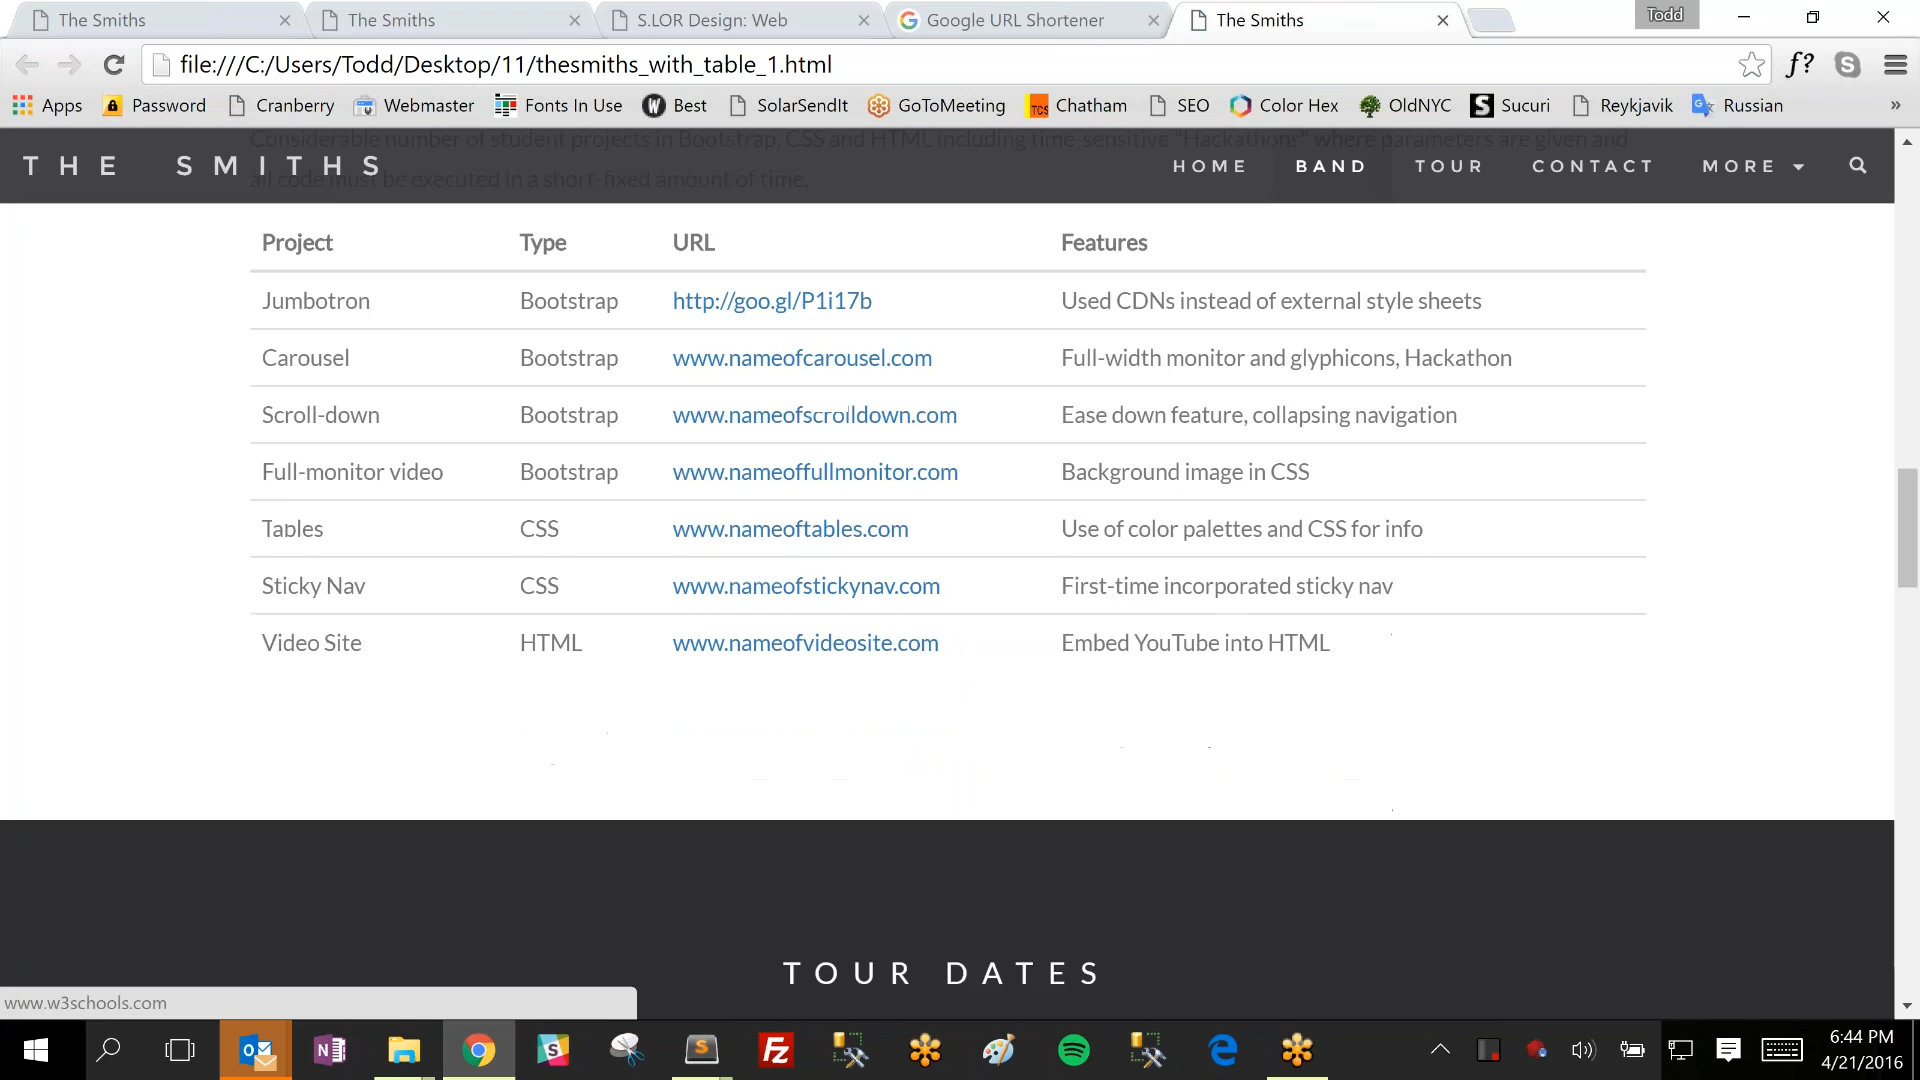 The Smiths The Smiths S.LOR Design: Web Google URL Shortener The Smiths Todd
file:///C:/Users/Todd/Desktop/11/thesmiths_with_table_1.html f?
Apps Password Cranberry Webmaster Fonts In Use Best SolarSendIt GoToMeeting Chatham SEO Color Hex OldNYC Sucuri Reykjavik Russian »
Considerable number of student projects in Bootstrap, CSS and HTML including time-sensitive "Hackathons" where parameters are given and
THE SMITHS HOME BAND TOUR CONTACT MORE
all code must be executed in a short-fixed amount of time.
Project Type URL Features
Jumbotron Bootstrap http://goo.gl/P1i17b Used CDNs instead of external style sheets
Carousel Bootstrap www.nameofcarousel.com Full-width monitor and glyphicons, Hackathon
Scroll-down Bootstrap www.nameofscrolldown.com Ease down feature, collapsing navigation
Full-monitor video Bootstrap www.nameoffullmonitor.com Background image in CSS
Tables CSS www.nameoftables.com Use of color palettes and CSS for info
Sticky Nav CSS www.nameofstickynav.com First-time incorporated sticky nav
Video Site HTML www.nameofvideosite.com Embed YouTube into HTML
TOUR DATES
www.w3schools.com
6:44 PM
4/21/2016